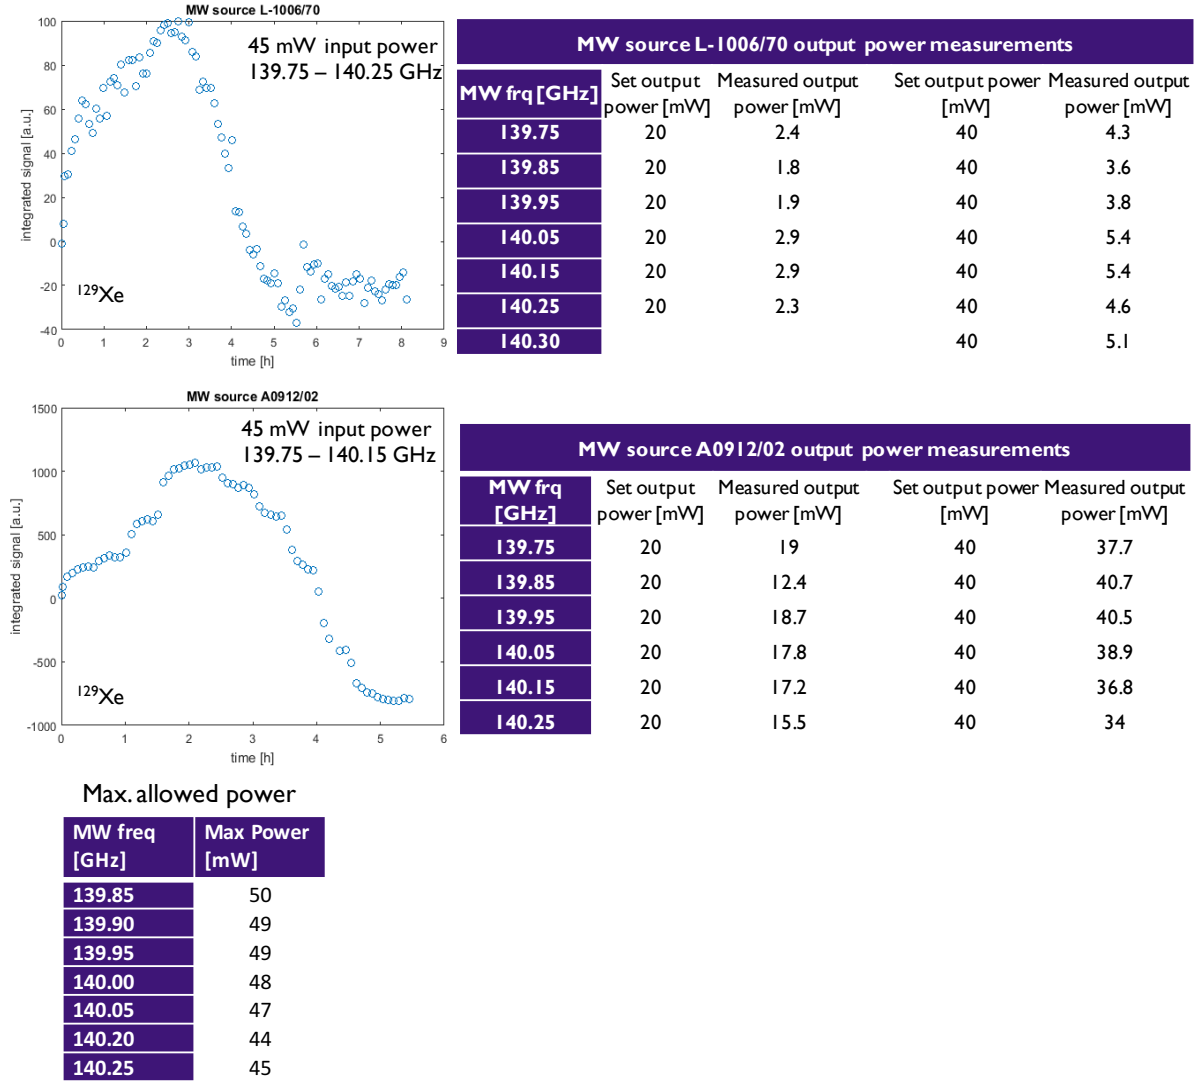 MW source L-1006/70
45 mW input power
139.75 – 140.25 GHz
100
80
60
40
20
0
-20
-40
integrated signal [a.u.]
129Xe
0 1 2 3 4 5 6 7 8 9
time [h]
MW source L-1006/70 output power measurements
MW frq [GHz] Set output power [mW] Measured output power [mW] Set output power [mW] Measured output power [mW]
139.75 20 2.4 40 4.3
139.85 20 1.8 40 3.6
139.95 20 1.9 40 3.8
140.05 20 2.9 40 5.4
140.15 20 2.9 40 5.4
140.25 20 2.3 40 4.6
140.30 40 5.1
MW source A0912/02
45 mW input power
139.75 – 140.15 GHz
1500
1000
500
0
-500
-1000
integrated signal [a.u.]
129Xe
0 1 2 3 4 5 6
time [h]
MW source A0912/02 output power measurements
MW frq [GHz] Set output power [mW] Measured output power [mW] Set output power [mW] Measured output power [mW]
139.75 20 19 40 37.7
139.85 20 12.4 40 40.7
139.95 20 18.7 40 40.5
140.05 20 17.8 40 38.9
140.15 20 17.2 40 36.8
140.25 20 15.5 40 34
Max. allowed power
MW freq [GHz] Max Power [mW]
139.85 50
139.90 49
139.95 49
140.00 48
140.05 47
140.20 44
140.25 45